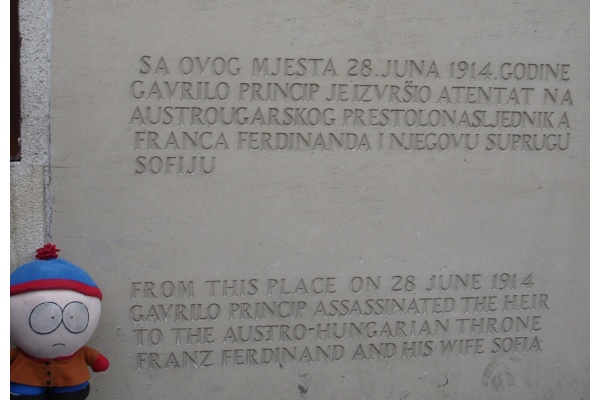 SA OVOG MJESTA 28. JUNA 1914. GODINE
GAVRILO PRINCIP JE IZVRŠIO ATENTAT NA
AUSTROUGARSKOG PRESTOLONASLJEDNIKA
FRANCA FERDINANDA I NJEGOVU SUPRUGU
SOFIJU
FROM THIS PLACE ON 28 JUNE 1914
GAVRILO PRINCIP ASSASSINATED THE HEIR
TO THE AUSTRO-HUNGARIAN THRONE
FRANZ FERDINAND AND HIS WIFE SOFIA